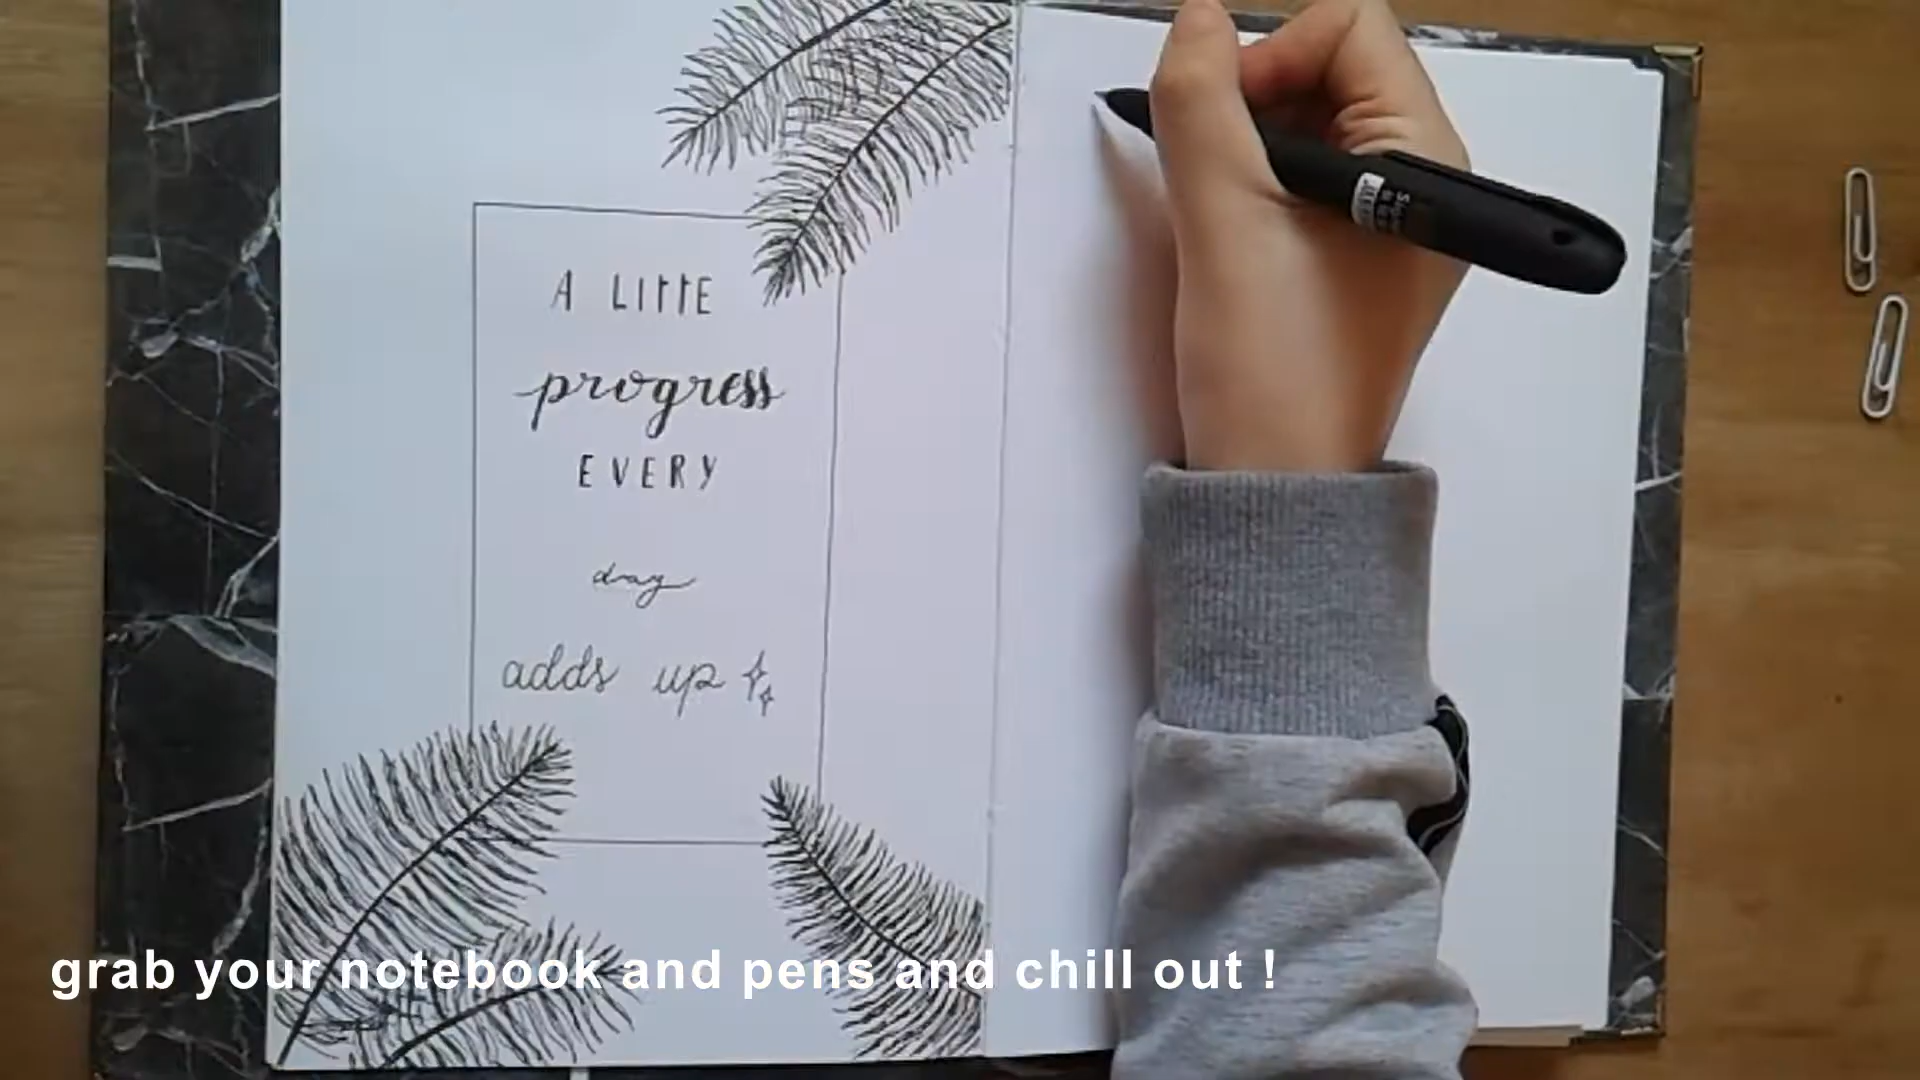 A LITTE
progress
EVERY
day
adds up
grab your notebook and pens and chill out !